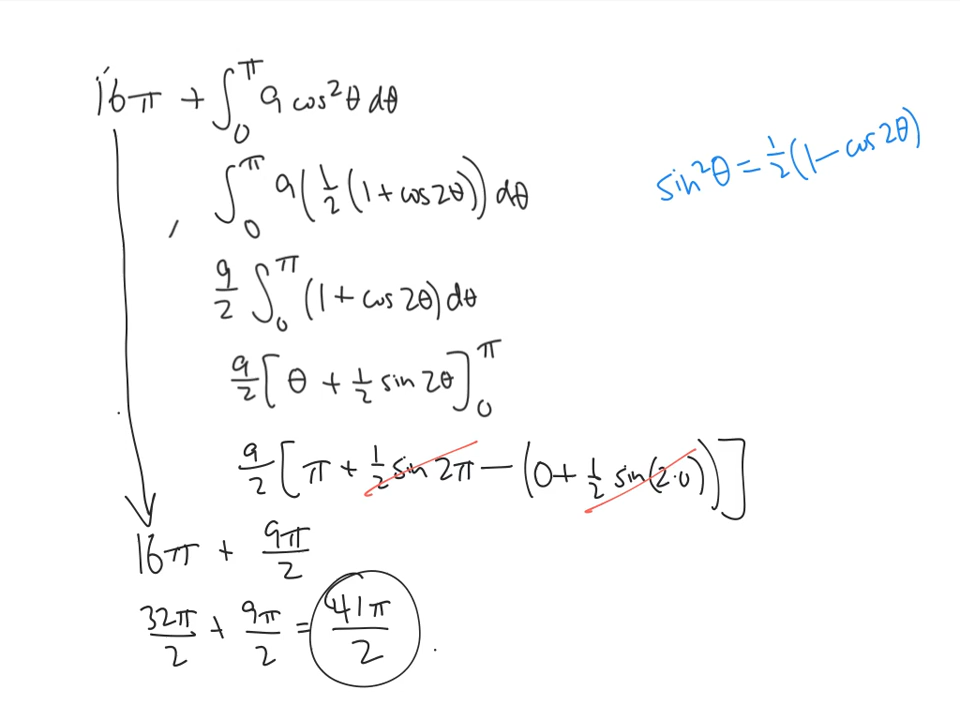 16π + ∫₀^π 9 cos²θ dθ
sin²θ = ½(1 − cos 2θ)
∫₀^π 9(½(1 + cos 2θ)) dθ
9/2 ∫₀^π (1 + cos 2θ) dθ
9/2 [θ + ½ sin 2θ]₀^π
9/2 [π + ½ sin 2π − (0 + ½ sin(2·0))]
16π + 9π/2
32π/2 + 9π/2 = 41π/2